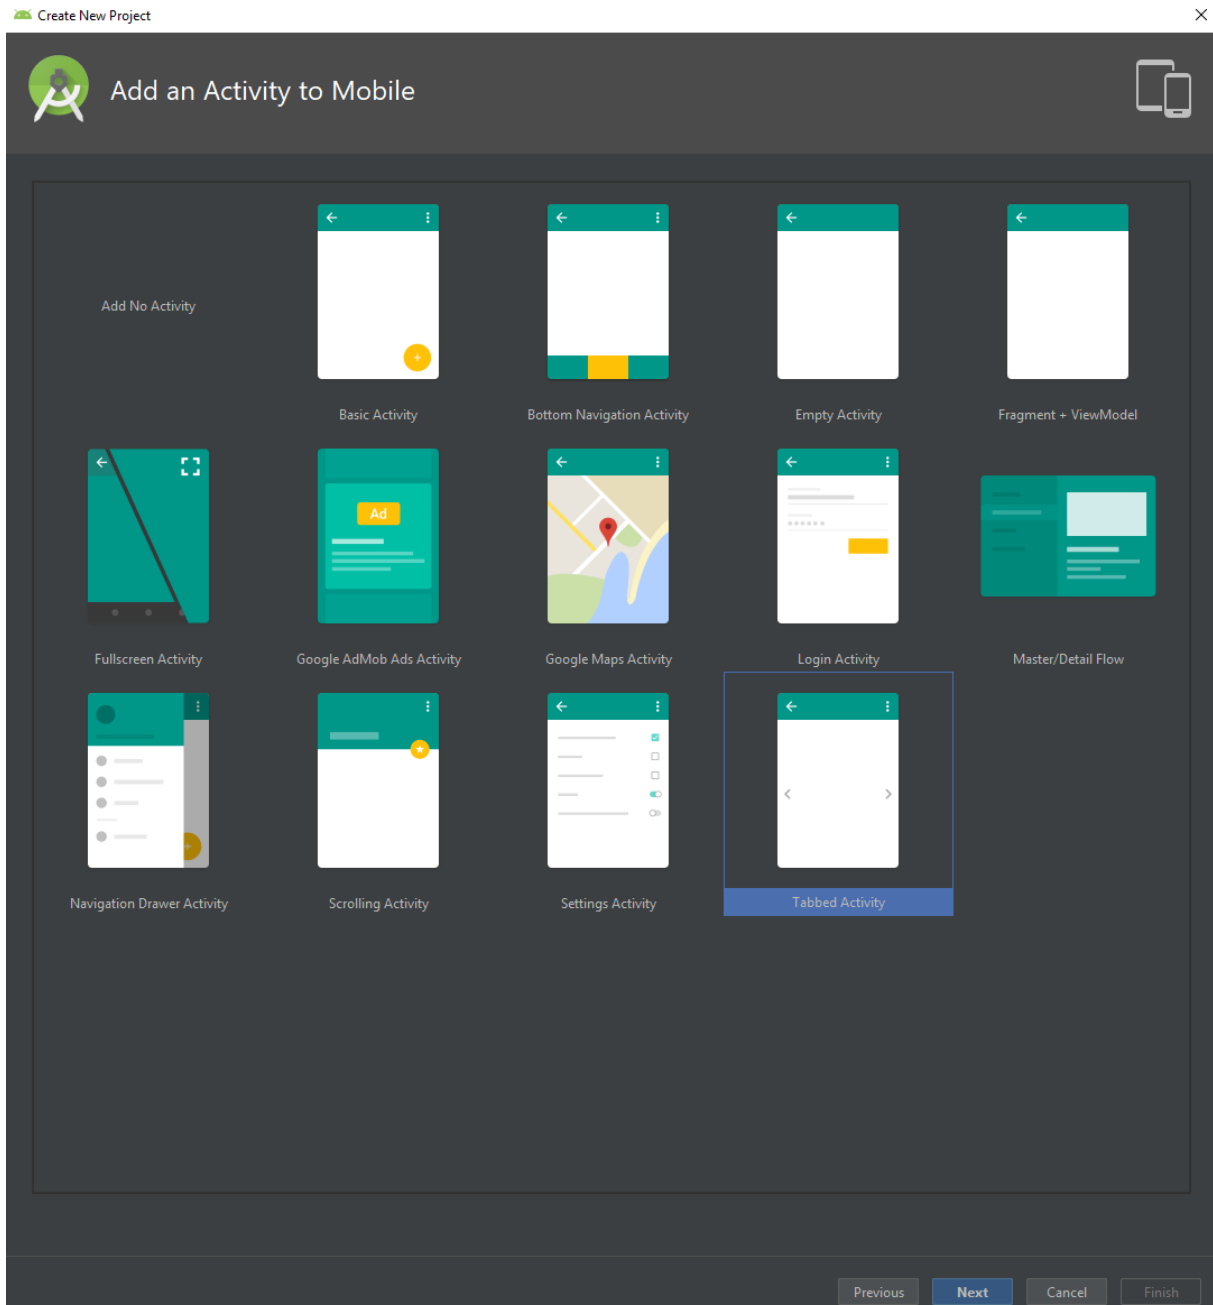 Create New Project
Add an Activity to Mobile
Add No Activity
Basic Activity
Bottom Navigation Activity
Empty Activity
Fragment + ViewModel
Ad
Fullscreen Activity
Google AdMob Ads Activity
Google Maps Activity
Login Activity
Master/Detail Flow
Navigation Drawer Activity
Scrolling Activity
Settings Activity
Tabbed Activity
Previous
Next
Cancel
Finish